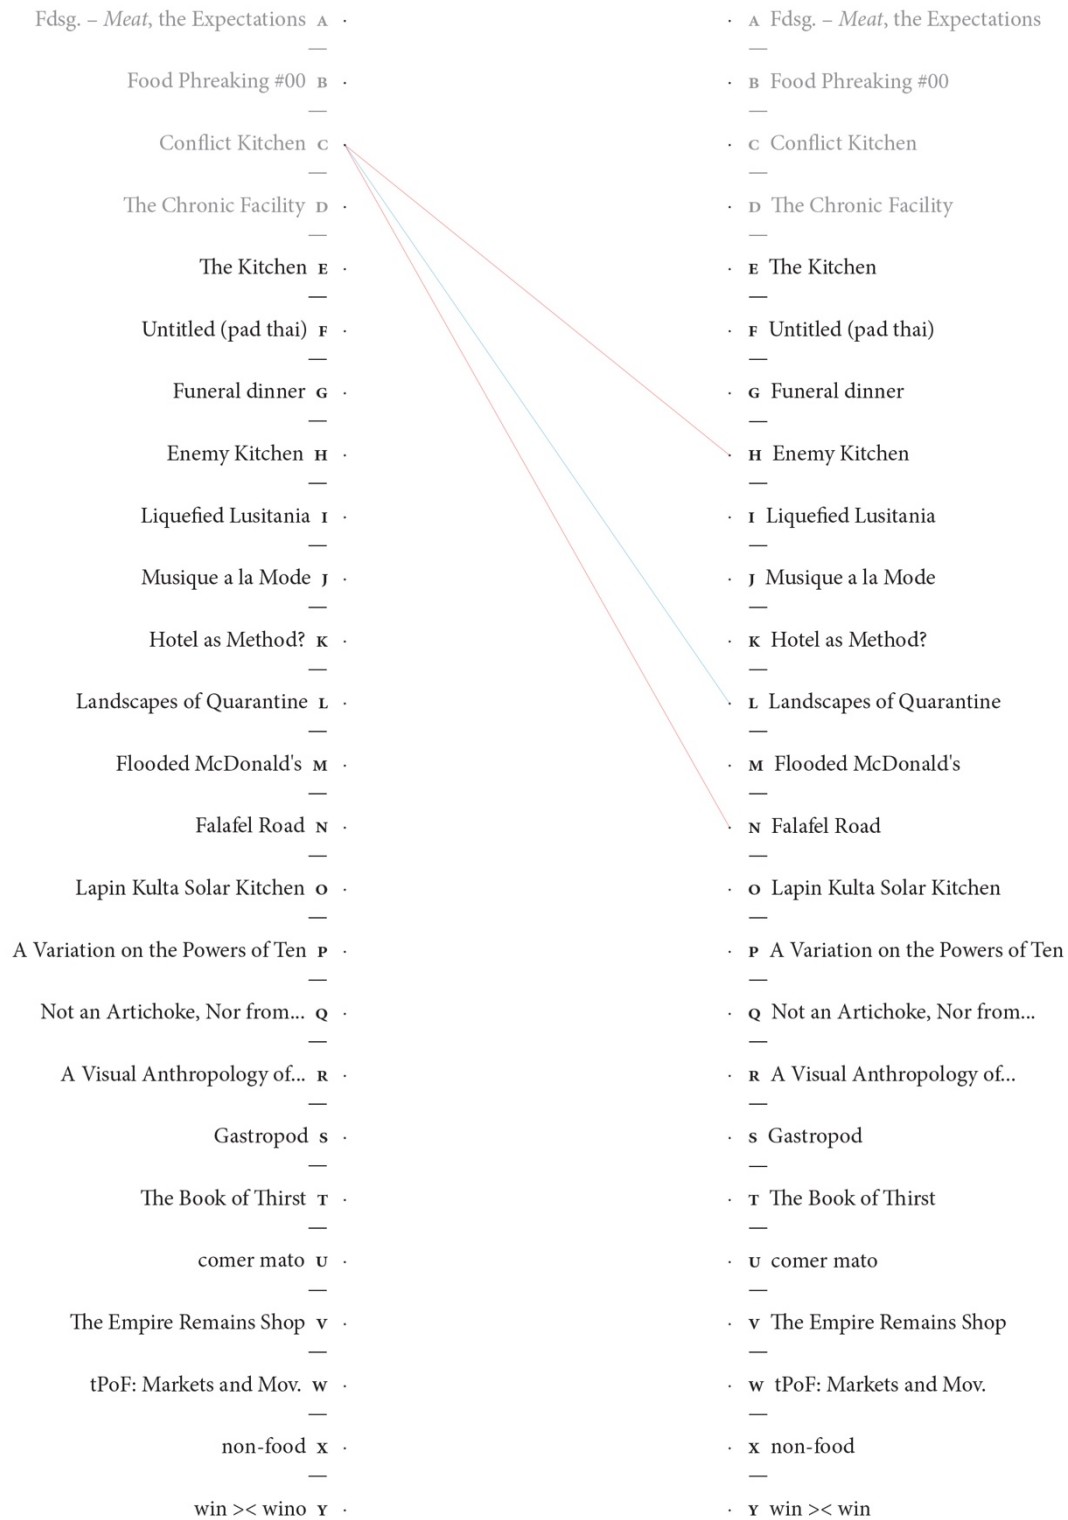 Fdsg. – Meat, the Expectations A · · A Fdsg. – Meat, the Expectations
Food Phreaking #00 B · · B Food Phreaking #00
Conflict Kitchen C · · C Conflict Kitchen
The Chronic Facility D · · D The Chronic Facility
The Kitchen E · · E The Kitchen
Untitled (pad thai) F · · F Untitled (pad thai)
Funeral dinner G · · G Funeral dinner
Enemy Kitchen H · · H Enemy Kitchen
Liquefied Lusitania I · · I Liquefied Lusitania
Musique a la Mode J · · J Musique a la Mode
Hotel as Method? K · · K Hotel as Method?
Landscapes of Quarantine L · · L Landscapes of Quarantine
Flooded McDonald's M · · M Flooded McDonald's
Falafel Road N · · N Falafel Road
Lapin Kulta Solar Kitchen O · · O Lapin Kulta Solar Kitchen
A Variation on the Powers of Ten P · · P A Variation on the Powers of Ten
Not an Artichoke, Nor from... Q · · Q Not an Artichoke, Nor from...
A Visual Anthropology of... R · · R A Visual Anthropology of...
Gastropod S · · S Gastropod
The Book of Thirst T · · T The Book of Thirst
comer mato U · · U comer mato
The Empire Remains Shop V · · V The Empire Remains Shop
tPoF: Markets and Mov. W · · W tPoF: Markets and Mov.
non-food X · · X non-food
win >< wino Y · · Y win >< win